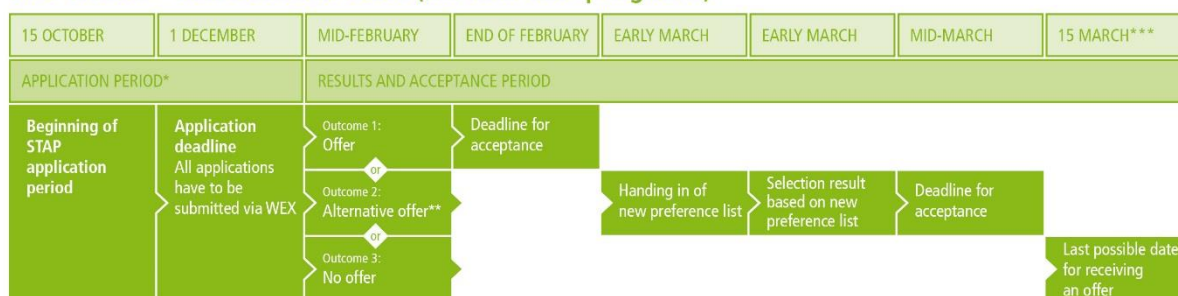 15 OCTOBER
1 DECEMBER
MID-FEBRUARY
END OF FEBRUARY
EARLY MARCH
EARLY MARCH
MID-MARCH
15 MARCH***
APPLICATION PERIOD*
RESULTS AND ACCEPTANCE PERIOD
Beginning of
STAP
application
period
Application
deadline
All applications
have to be
submitted via WEX
Outcome 1:
Offer
or
Outcome 2:
Alternative offer**
or
Outcome 3:
No offer
Deadline for
acceptance
Handing in of
new preference list
Selection result
based on new
preference list
Deadline for
acceptance
Last possible date
for receiving
an offer